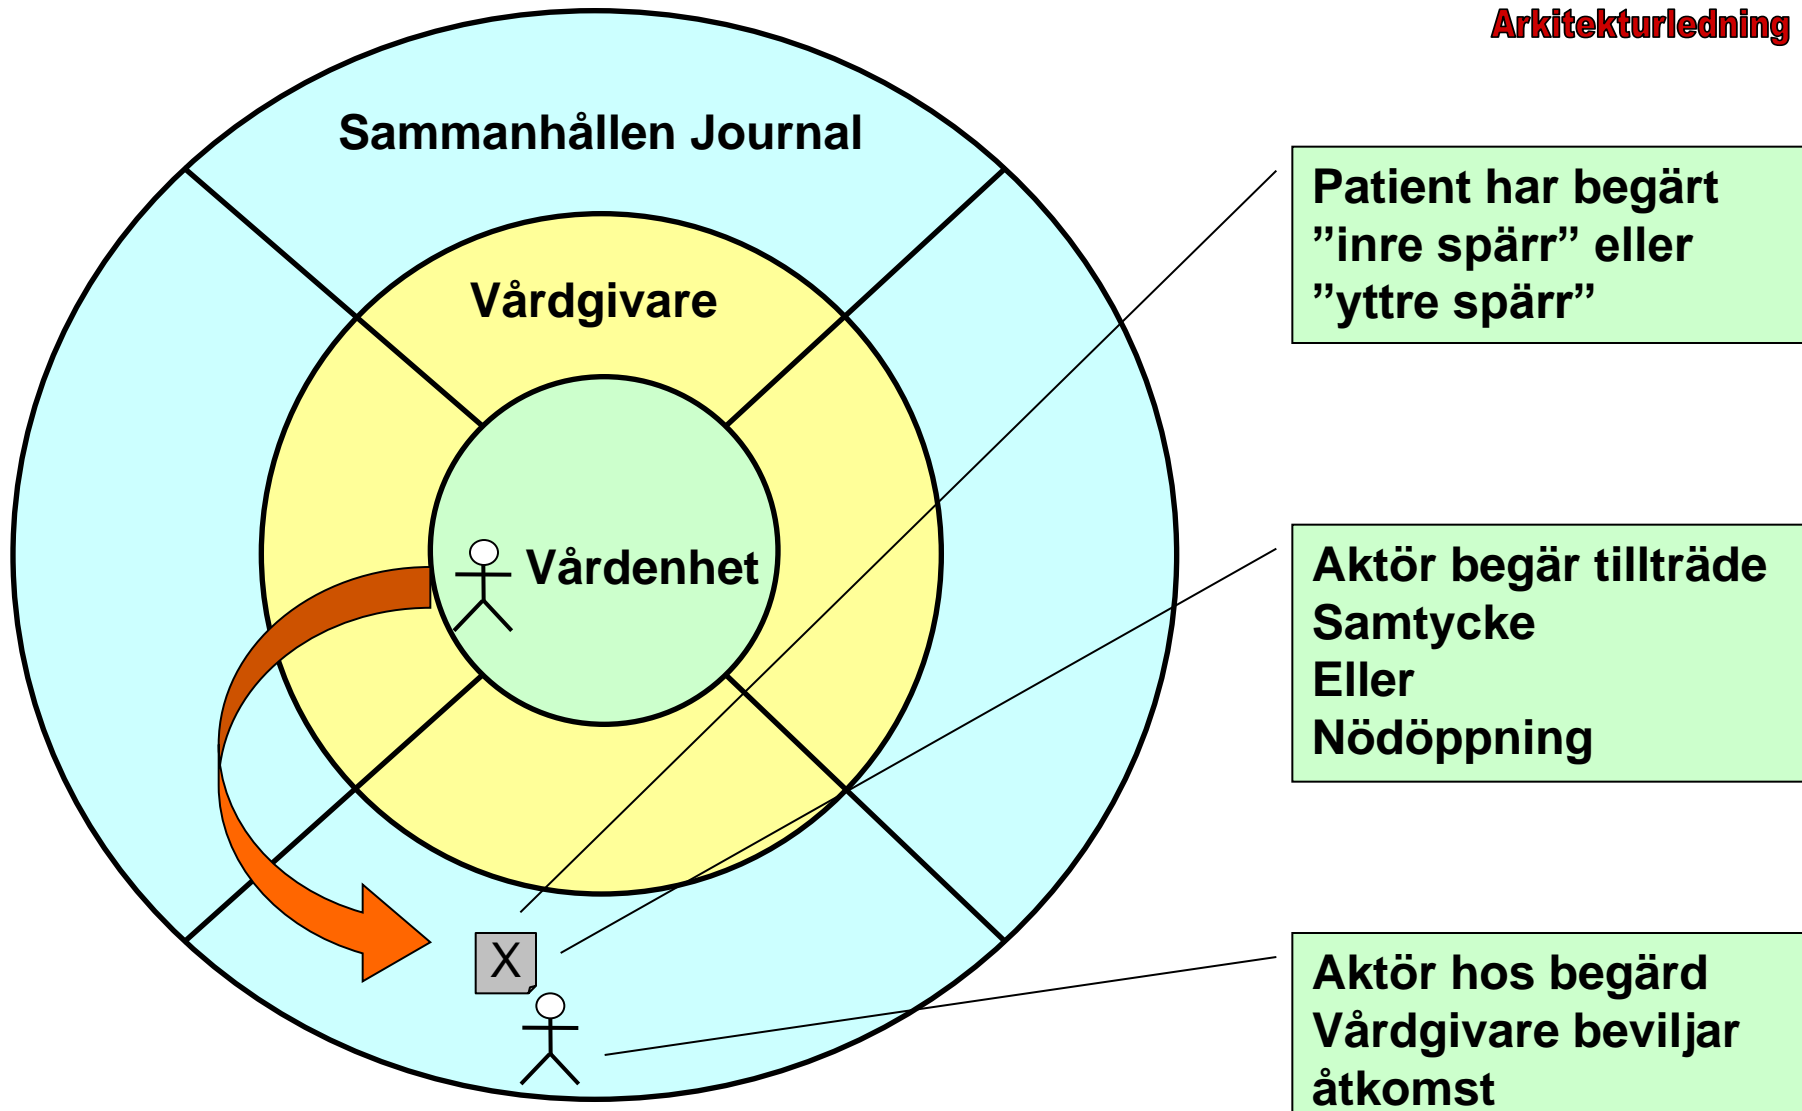 Arkitekturledning
Sammanhållen Journal
Vårdgivare
Vårdenhet
X
Patient har begärt
”inre spärr” eller
”yttre spärr”
Aktör begär tillträde
Samtycke
Eller
Nödöppning
Aktör hos begärd
Vårdgivare beviljar
åtkomst